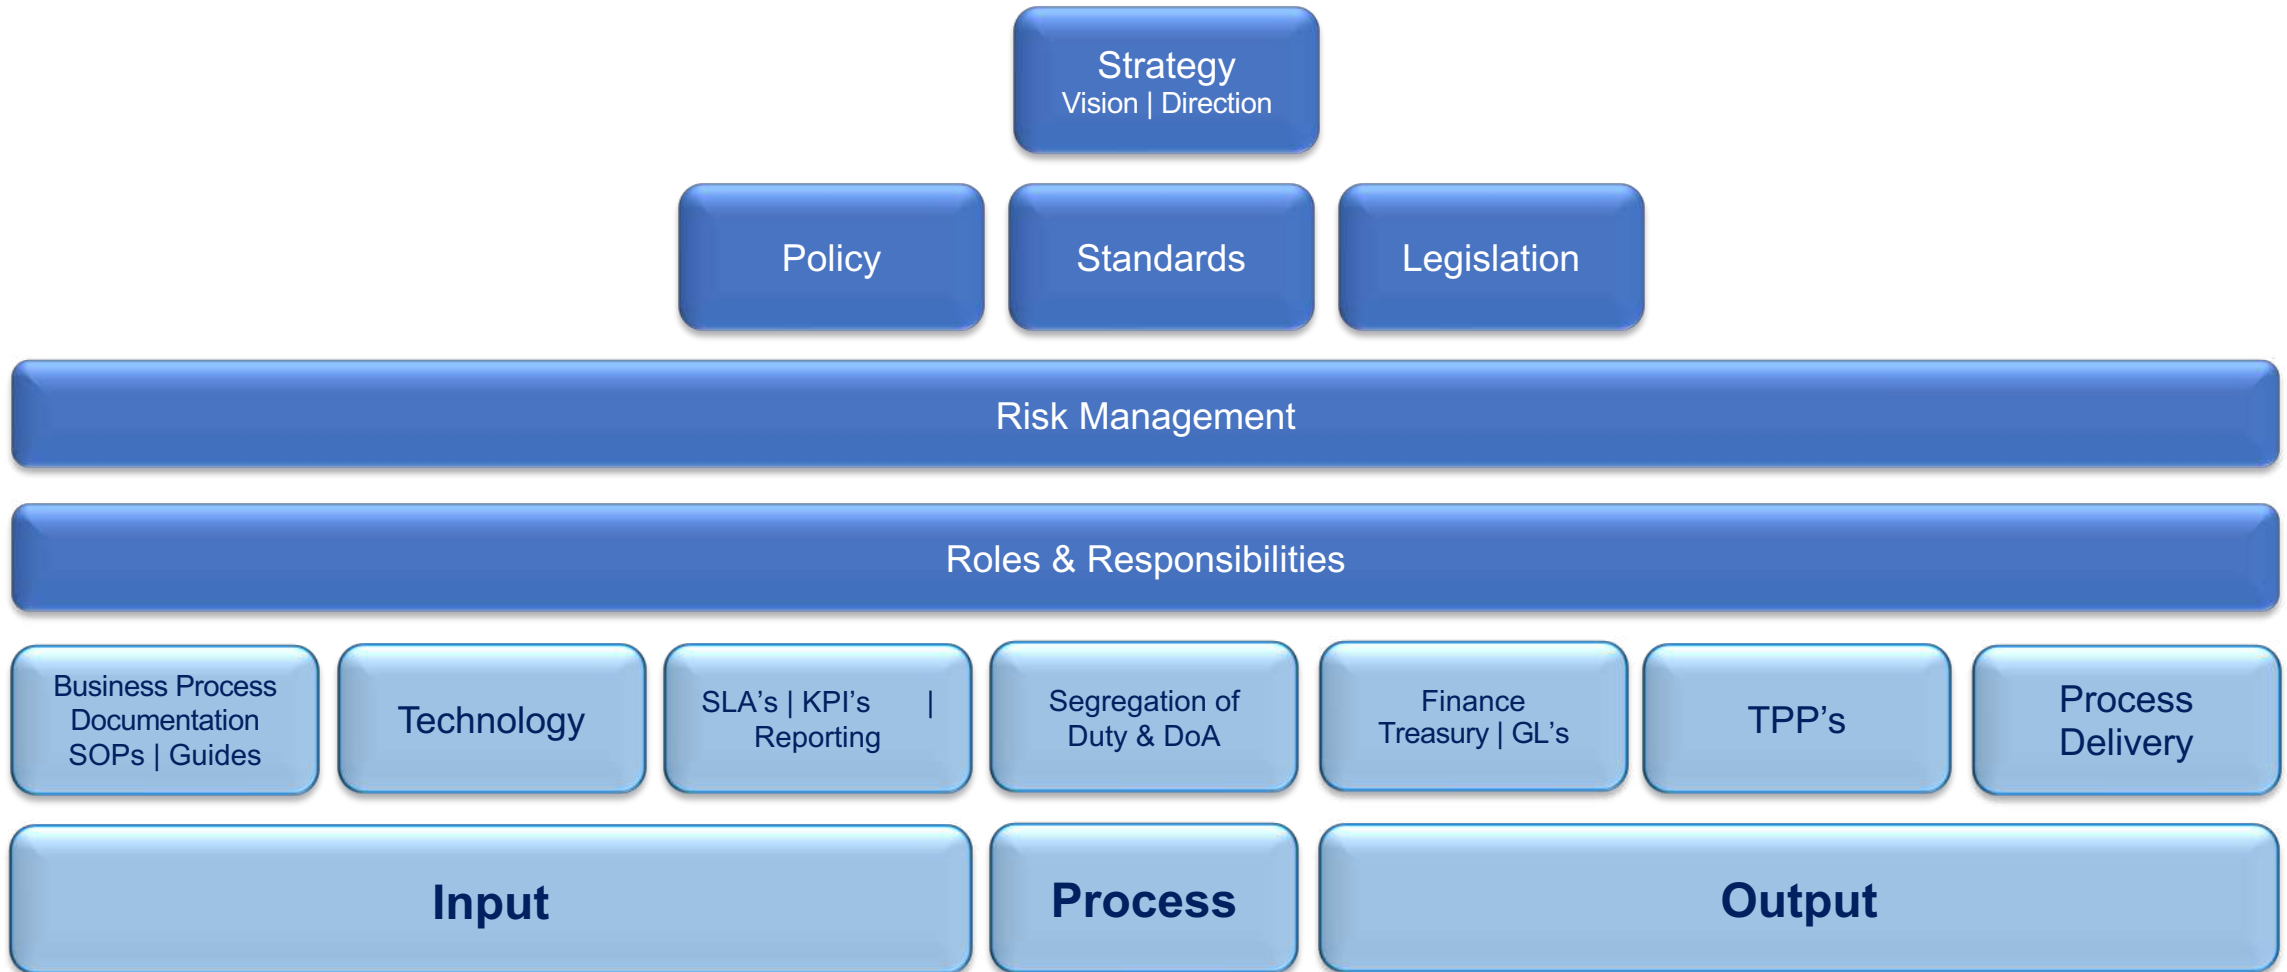 Strategy
Vision | Direction
Policy
Standards
Legislation
Risk Management
Roles & Responsibilities
Business Process
Documentation
SOPs | Guides
Technology
SLA’s | KPI’s |
Reporting
Segregation of
Duty & DoA
Finance
Treasury | GL’s
TPP’s
Process
Delivery
Input
Process
Output